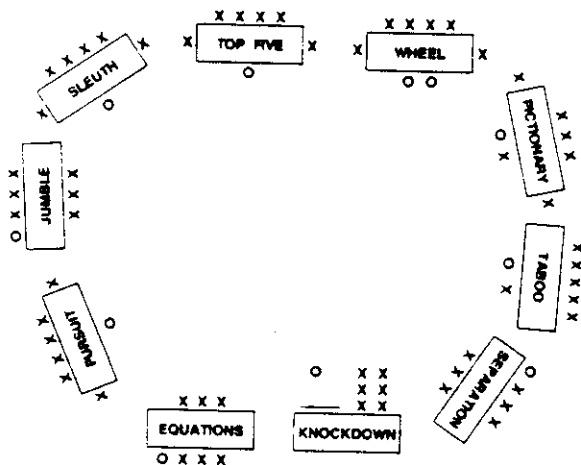 TOP FIVE
WHEEL
PICTIONARY
TABOO
SEPARATION
KNOCKDOWN
EQUATIONS
PURSUIT
JUMBLE
SLEUTH